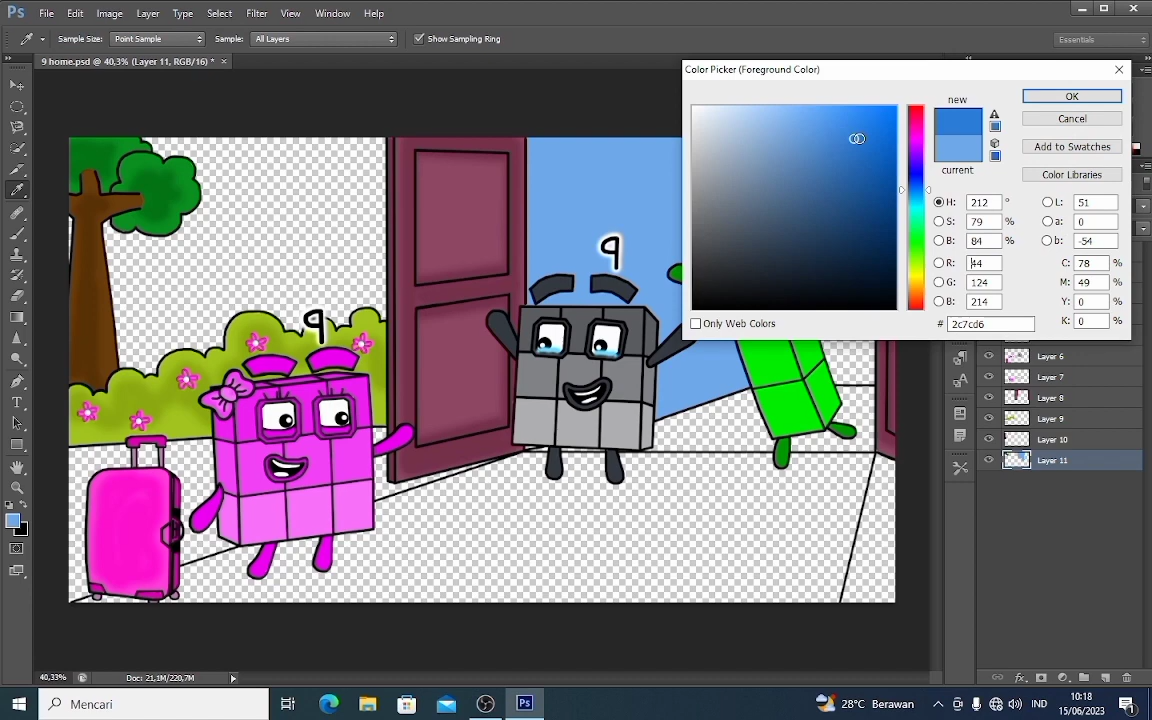 Ps File Edit Image Layer Type Select Filter View Window Help
Sample Size: Point Sample Sample: All Layers Show Sampling Ring Essentials
9 home.psd @ 40,3% (Layer 11, RGB/16) * ×
Color Picker (Foreground Color)
new
OK
Cancel
Add to Swatches
current
Color Libraries
H: 212 °
L: 51
S: 79 %
a: 0
B: 84 %
b: -54
R: 44
C: 78 %
G: 124
M: 49 %
B: 214
Y: 0 %
Only Web Colors
# 2c7cd6
K: 0 %
9
9
Layer 6
Layer 7
Layer 8
Layer 9
Layer 10
Layer 11
40,33% Doc: 21,1M/220,7M
Mencari
Ps
28°C Berawan
IND
10:18
15/06/2023
1